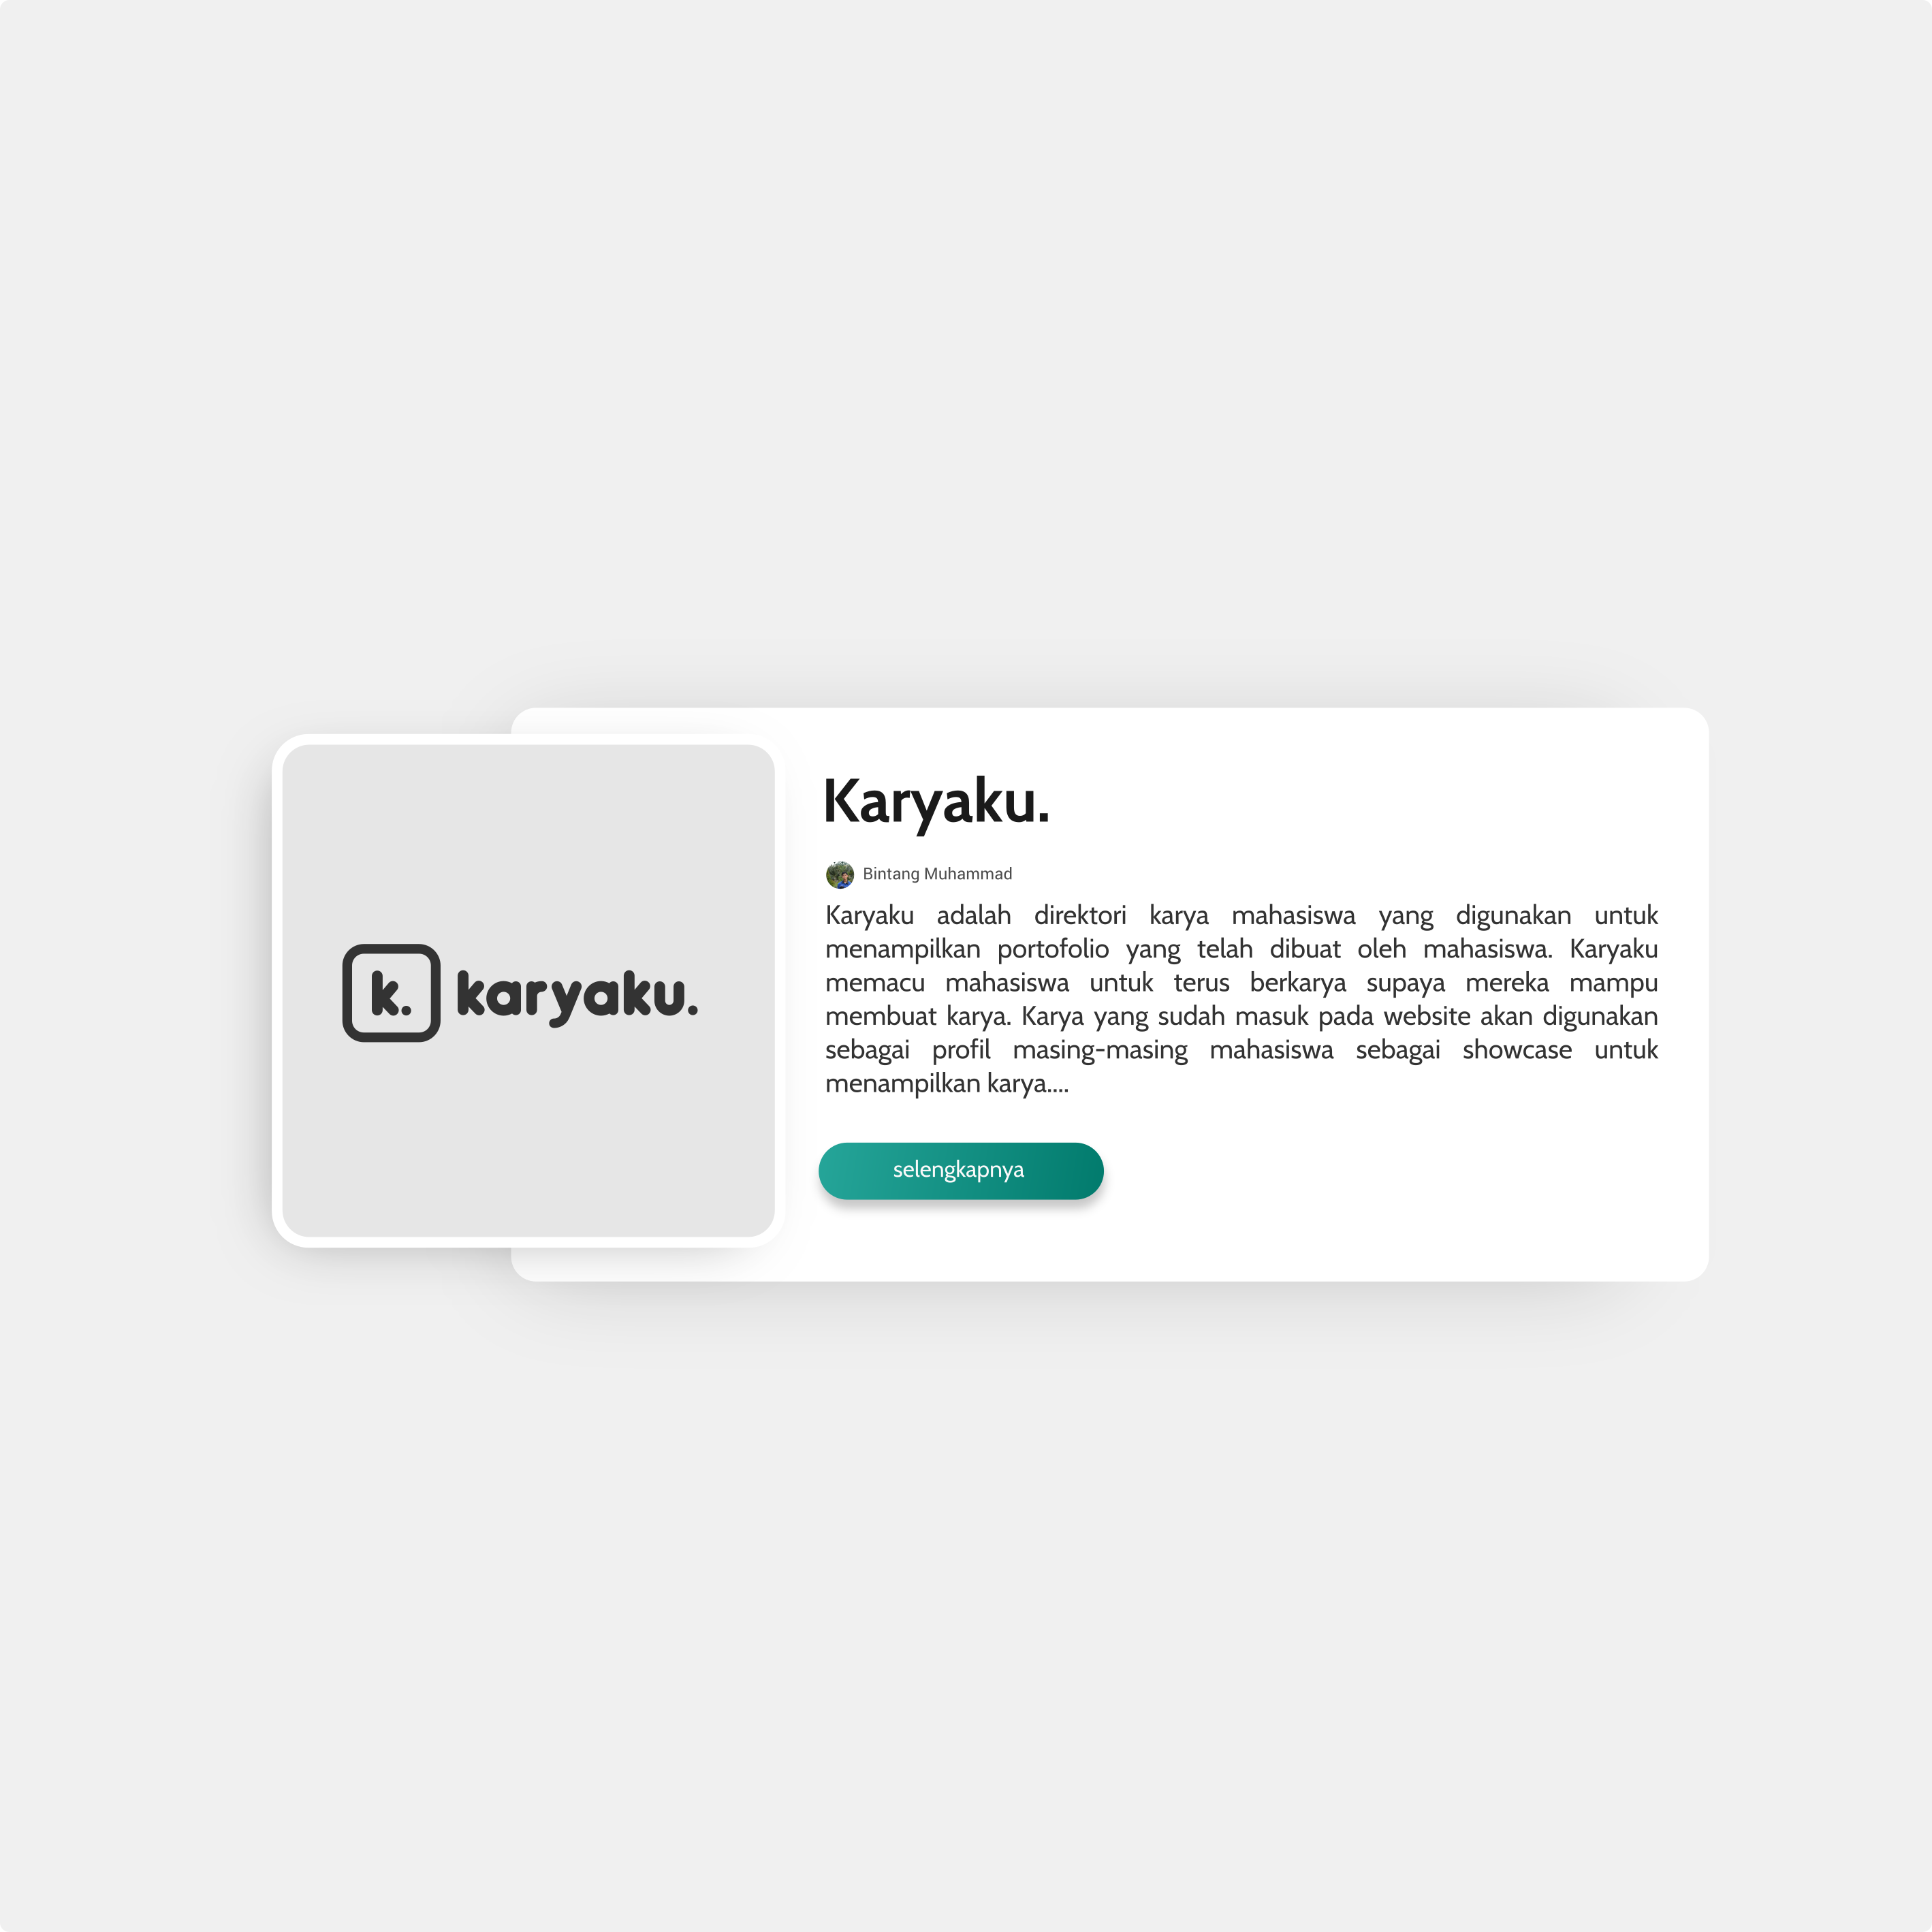 k. karyaku.
Karyaku.
Bintang Muhammad
Karyaku adalah direktori karya mahasiswa yang digunakan untuk
menampilkan portofolio yang telah dibuat oleh mahasiswa. Karyaku
memacu mahasiswa untuk terus berkarya supaya mereka mampu
membuat karya. Karya yang sudah masuk pada website akan digunakan
sebagai profil masing-masing mahasiswa sebagai showcase untuk
menampilkan karya....
selengkapnya